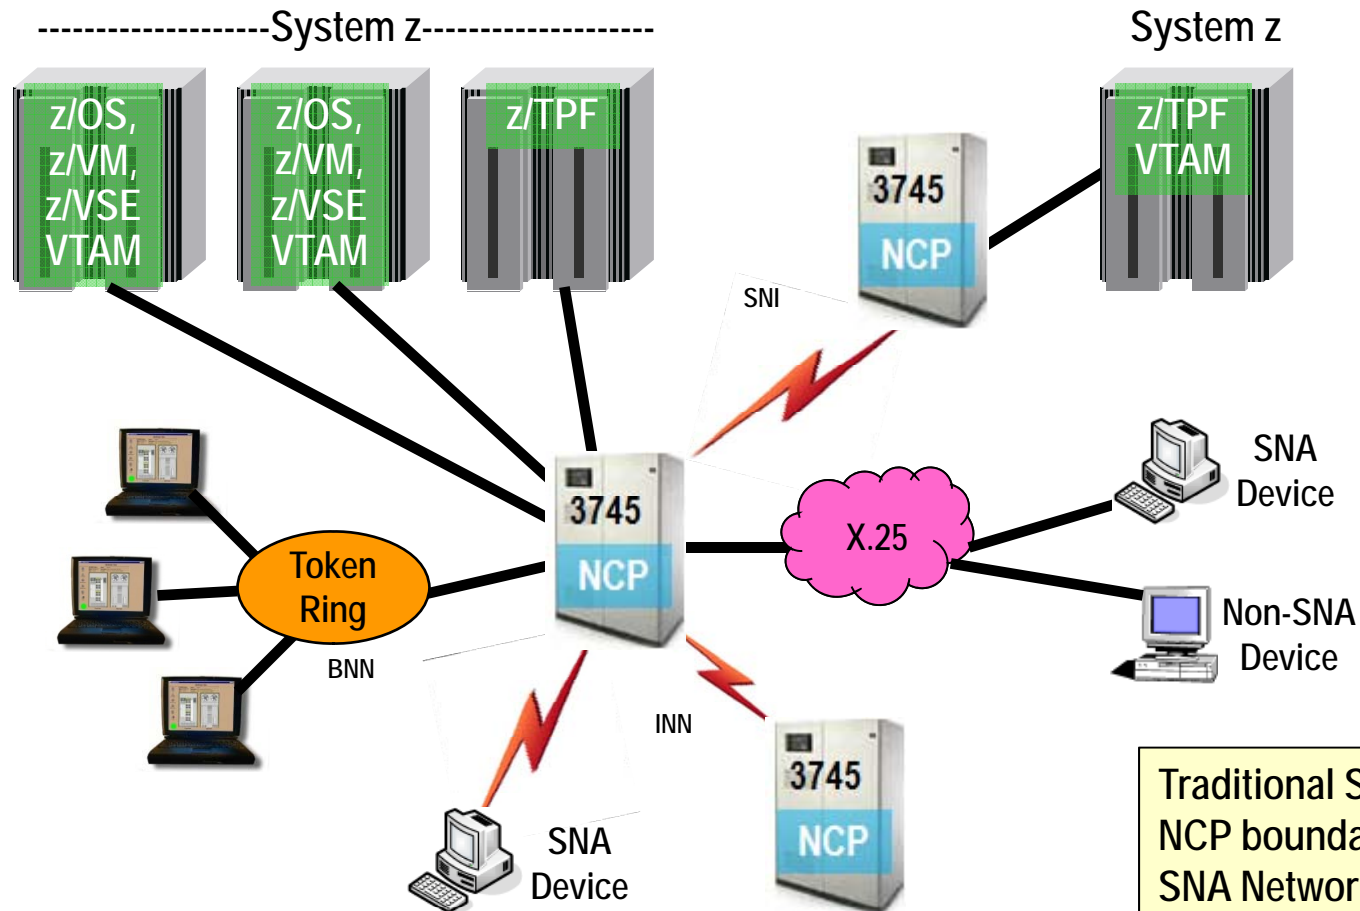 --------------------System z--------------------
System z
z/OS,
z/VM,
z/VSE
VTAM
z/OS,
z/VM,
z/VSE
VTAM
z/TPF
z/TPF
VTAM
3745
NCP
SNI
SNA
Device
3745
NCP
X.25
Token
Ring
BNN
Non-SNA
Device
INN
3745
NCP
SNA
Device
Traditional S
NCP bounda
SNA Networ